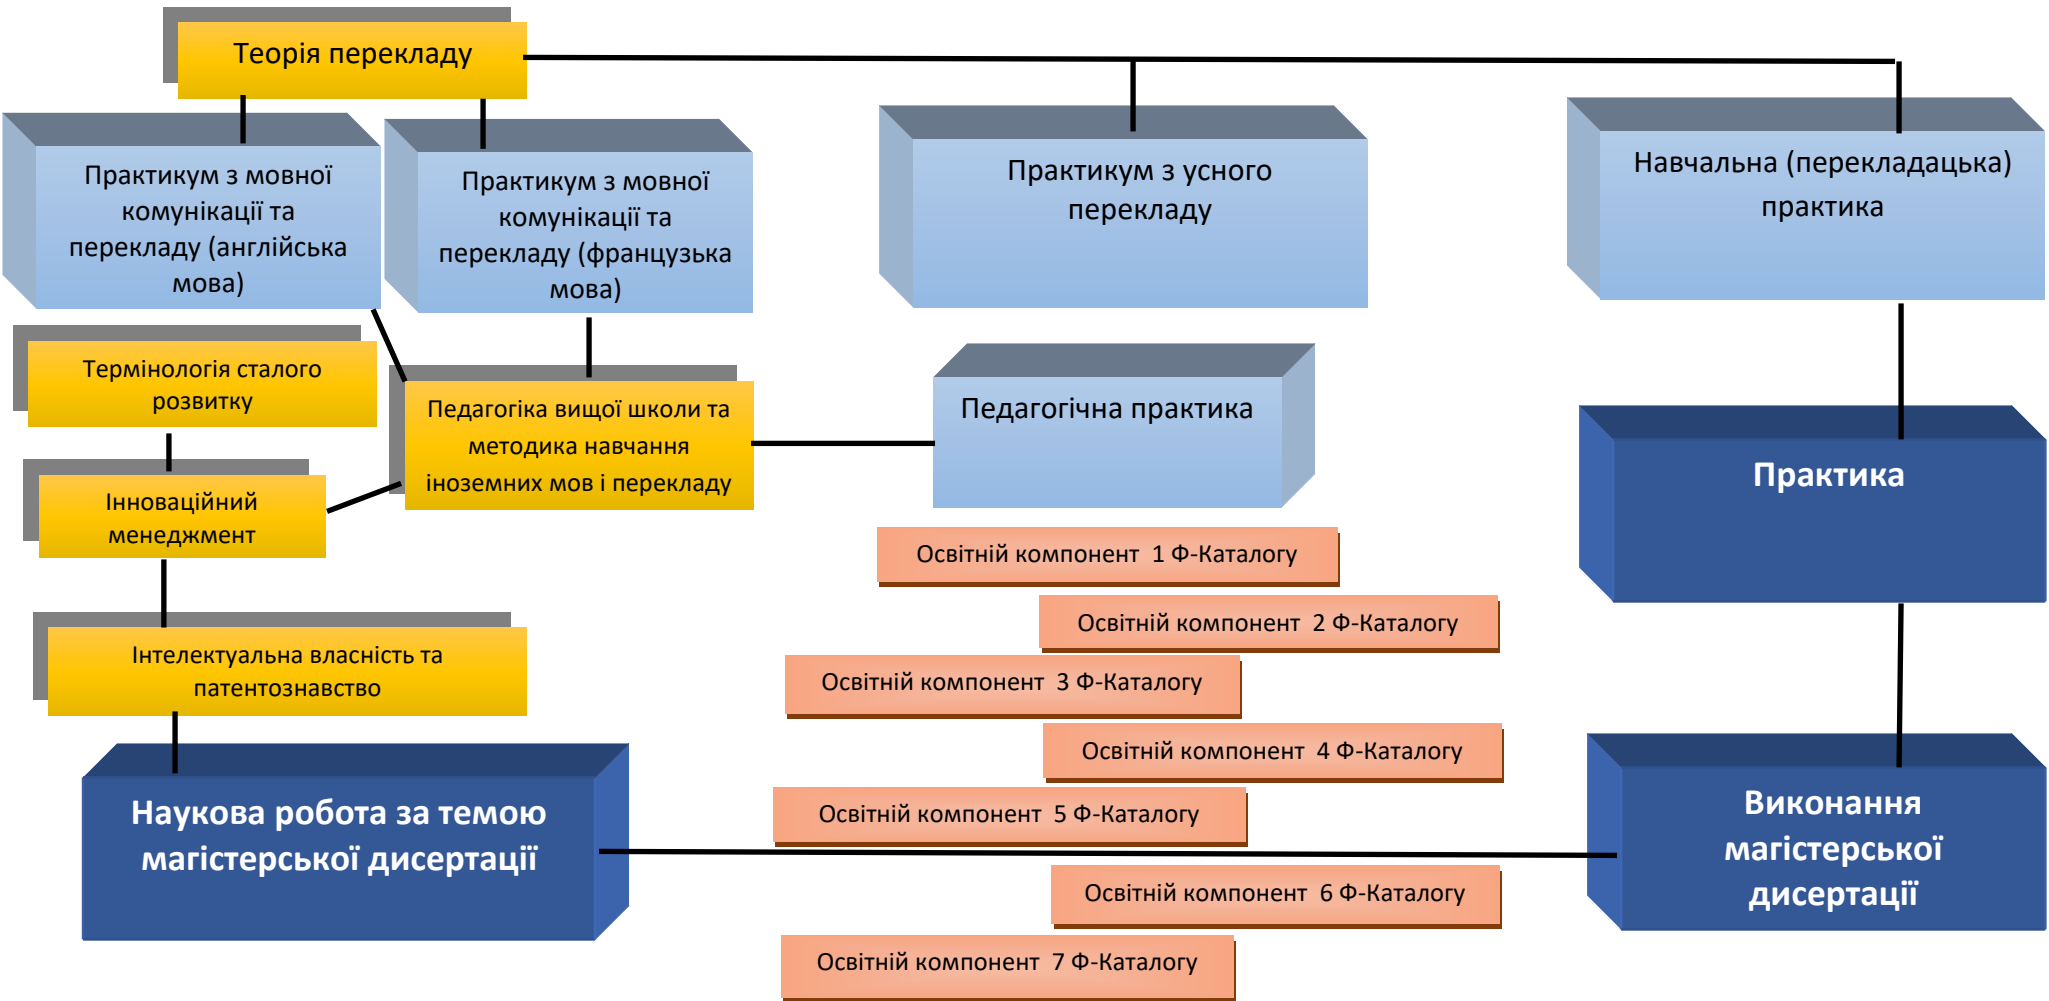 Теорія перекладу
Практикум з мовної
комунікації та
перекладу (англійська
мова)
Практикум з мовної
комунікації та
перекладу (французька
мова)
Практикум з усного
перекладу
Навчальна (перекладацька)
практика
Термінологія сталого
розвитку
Педагогіка вищої школи та
методика навчання
іноземних мов і перекладу
Педагогічна практика
Практика
Інноваційний
менеджмент
Освітній компонент 1 Ф-Каталогу
Освітній компонент 2 Ф-Каталогу
Інтелектуальна власність та
патентознавство
Освітній компонент 3 Ф-Каталогу
Освітній компонент 4 Ф-Каталогу
Наукова робота за темою
магістерської дисертації
Освітній компонент 5 Ф-Каталогу
Виконання
магістерської
дисертації
Освітній компонент 6 Ф-Каталогу
Освітній компонент 7 Ф-Каталогу